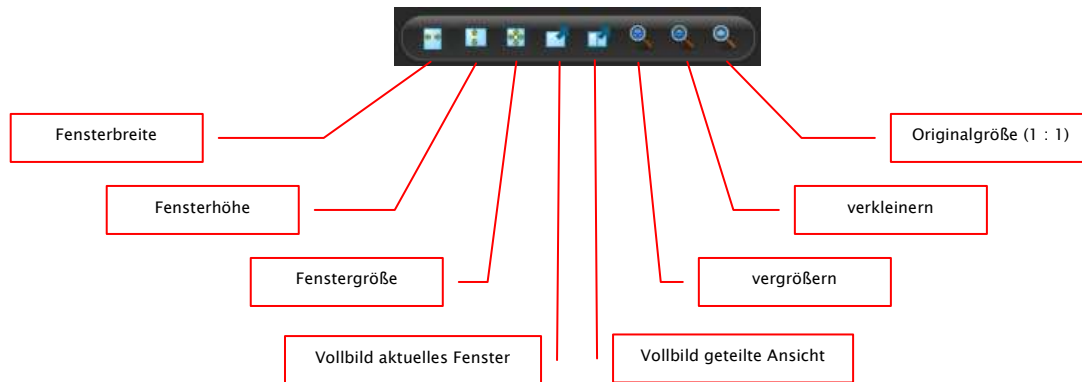 Fensterbreite
Originalgröße (1 : 1)
Fensterhöhe
verkleinern
Fenstergröße
vergrößern
Vollbild aktuelles Fenster
Vollbild geteilte Ansicht